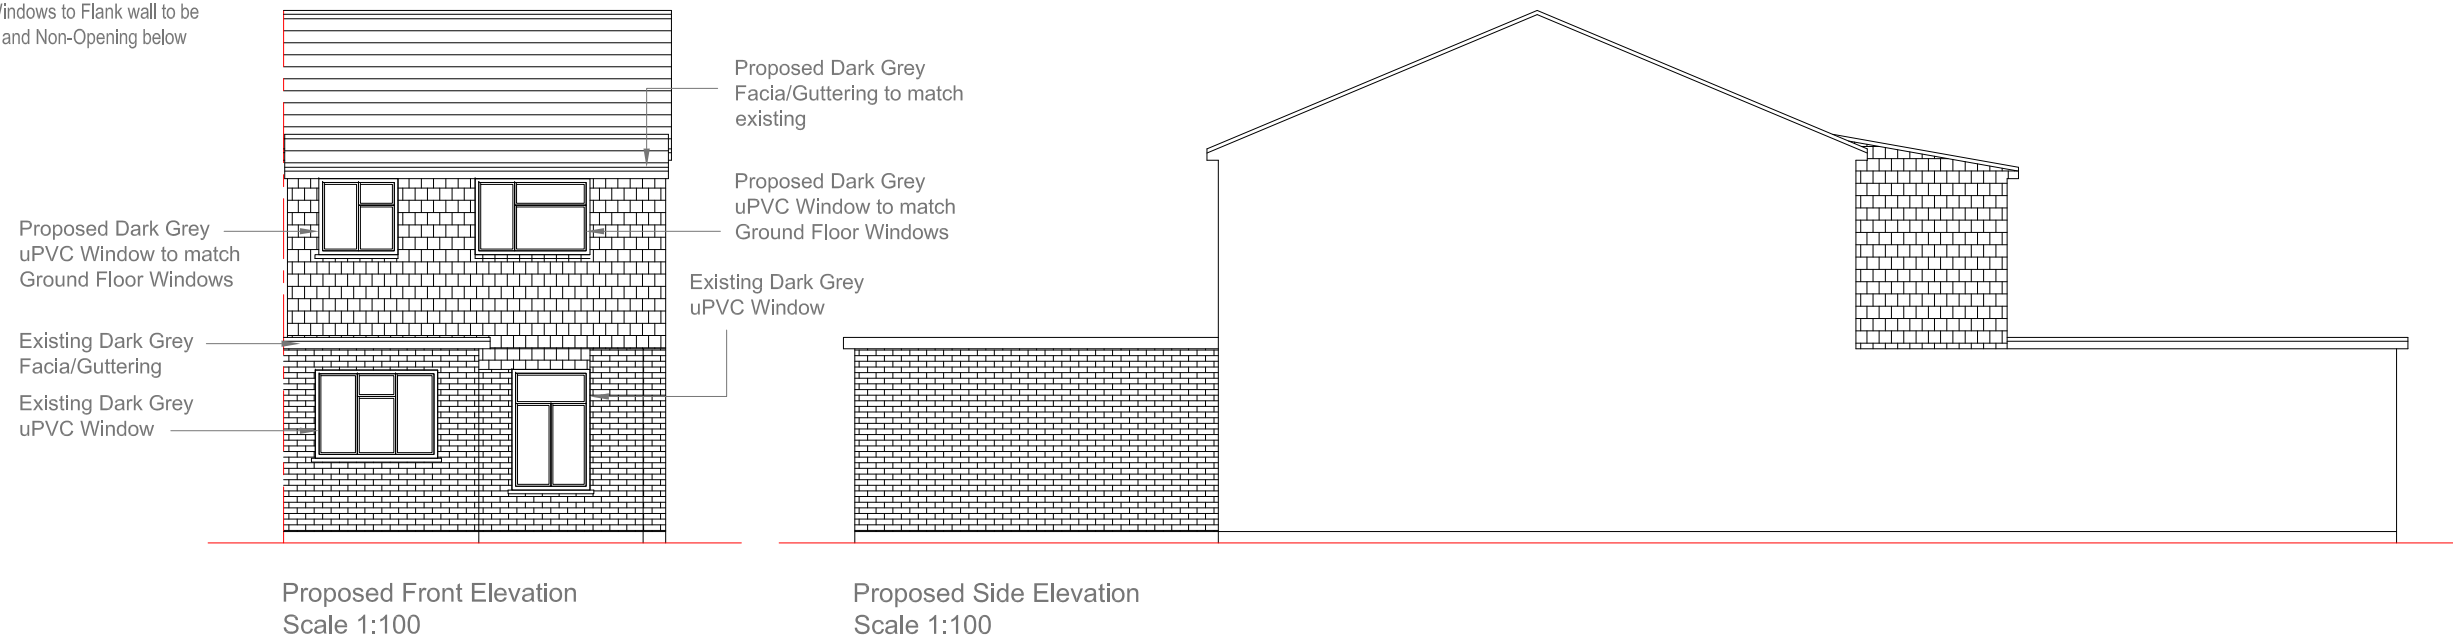 Windows to Flank wall to be
and Non-Opening below
Proposed Dark Grey
Facia/Guttering to match
existing
Proposed Dark Grey
uPVC Window to match
Ground Floor Windows
Proposed Dark Grey
uPVC Window to match
Ground Floor Windows
Existing Dark Grey
uPVC Window
Existing Dark Grey
Facia/Guttering
Existing Dark Grey
uPVC Window
Proposed Front Elevation
Scale 1:100
Proposed Side Elevation
Scale 1:100